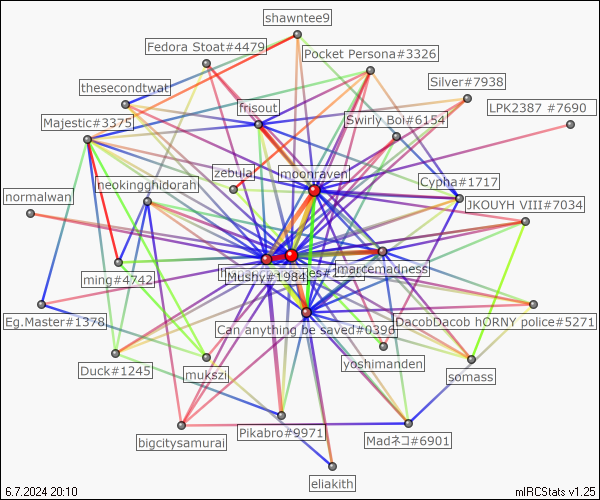 shawntee9
Fedora Stoat#4479
Pocket Persona#3326
thesecondtwat
Silver#7938
frisout
LPK2387 #7690
Majestic#3375
Swirly Boi#6154
zebula
moonraven
neokingghidorah
Cypha#1717
normalwan
JKOUYH VIII#7034
ming#4742
Mushy#1984
marcemadness
Eg.Master#1378
Can anything be saved#0396
DacobDacob hORNY police#5271
Duck#1245
mukszi
yoshimanden
somass
bigcitysamurai
Pikabro#9971
Madネコ#6901
eliakith
6.7.2024 20:10
mIRCStats v1.25